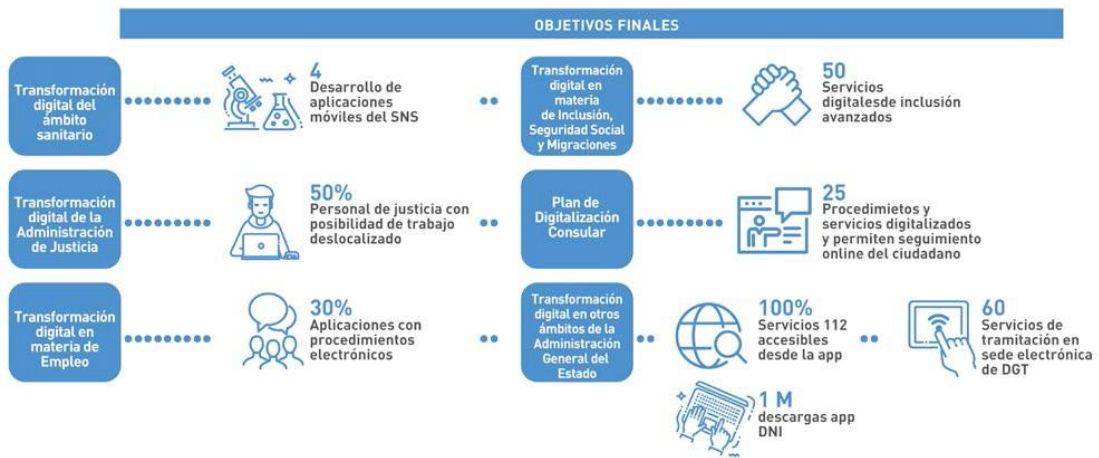 OBJETIVOS FINALES
Transformación
digital del
ámbito
sanitario
4
Desarrollo de
aplicaciones
móviles del SNS
Transformación
digital en
materia
de Inclusión,
Seguridad Social
y Migraciones
50
Servicios
digitalesde inclusión
avanzados
Transformación
digital de la
Administración
de Justicia
50%
Personal de justicia con
posibilidad de trabajo
deslocalizado
Plan de
Digitalización
Consular
25
Procedimietos y
servicios digitalizados
y permiten seguimiento
online del ciudadano
Transformación
digital en
materia de
Empleo
30%
Aplicaciones con
procedimientos
electrónicos
Transformación
digital en otros
ámbitos de la
Administración
General del
Estado
100%
Servicios 112
accesibles
desde la app
60
Servicios de
tramitación en
sede electrónica
de DGT
1 M
descargas app
DNI